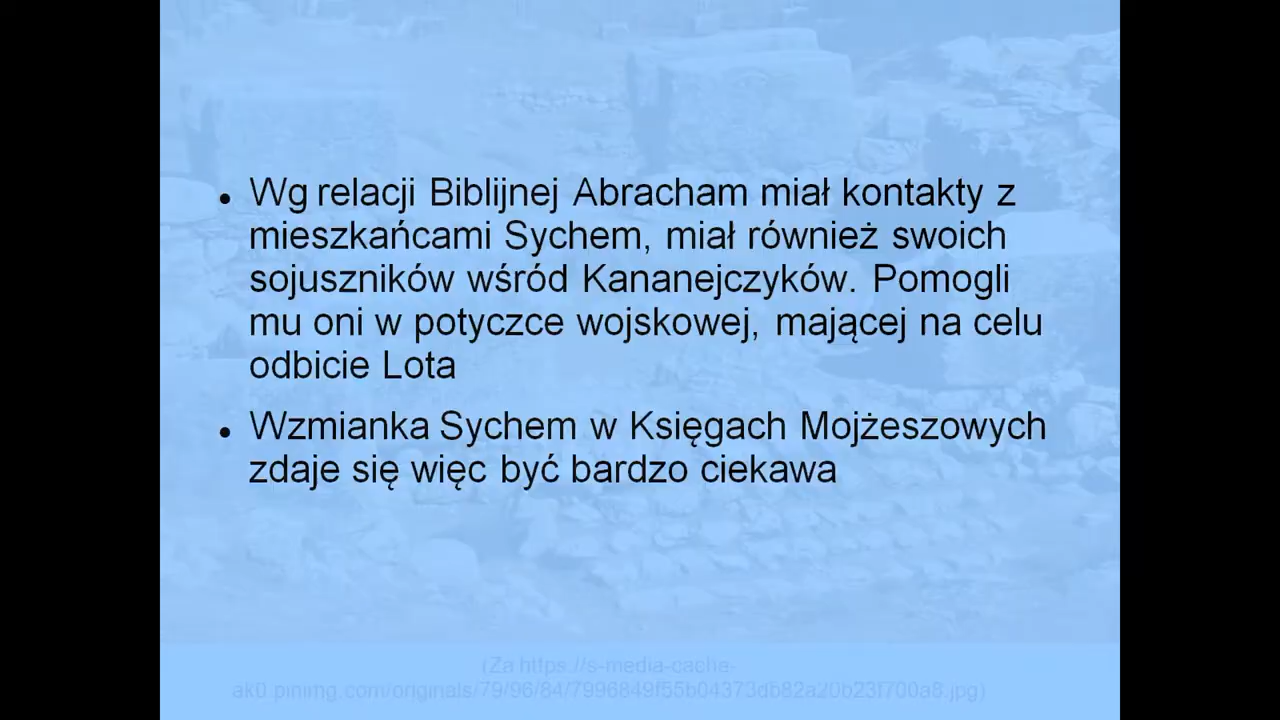 • Wg relacji Biblijnej Abracham miał kontakty z
mieszkańcami Sychem, miał również swoich
sojuszników wśród Kananejczyków. Pomogli
mu oni w potyczce wojskowej, mającej na celu
odbicie Lota
• Wzmianka Sychem w Księgach Mojżeszowych
zdaje się więc być bardzo ciekawa
(Za https://s-media-cache-
ak0.pinimg.com/originals/79/96/84/7996849f55b04373db82a20b23f700a8.jpg)